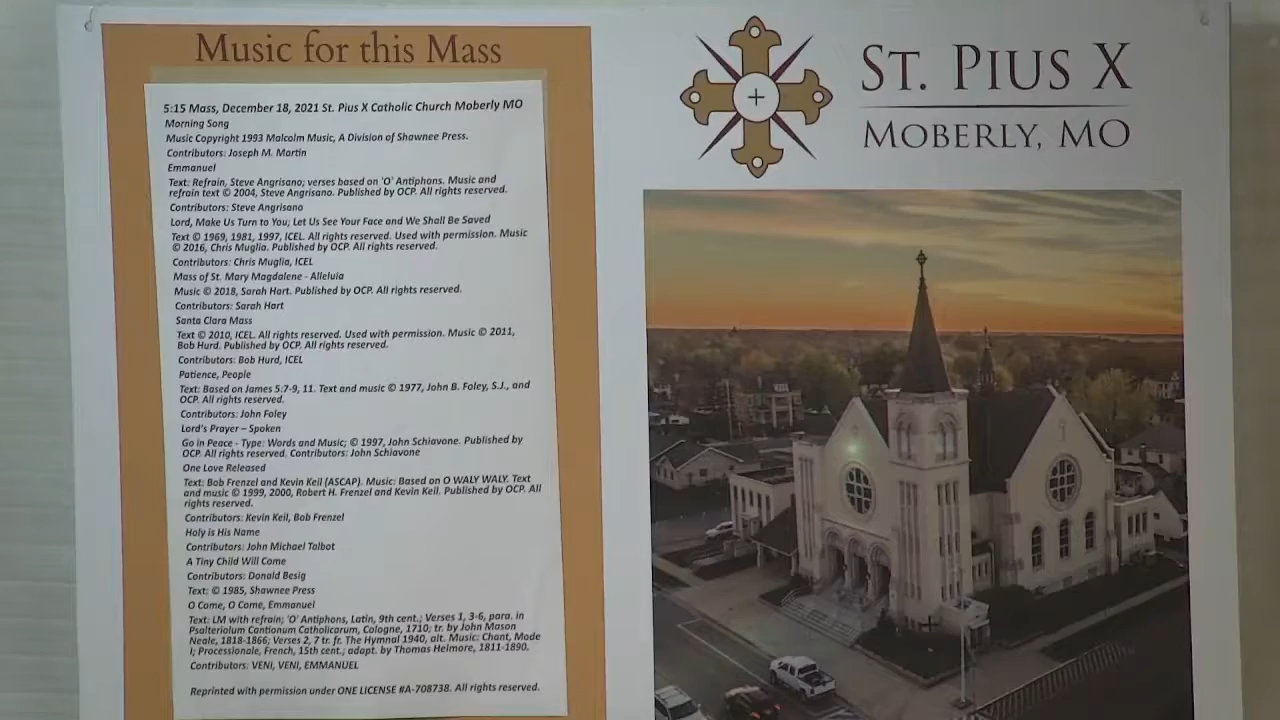 Music for this Mass
5:15 Mass, December 18, 2021 St. Pius X Catholic Church Moberly MO
Morning Song
Music Copyright 1993 Malcolm Music, A Division of Shawnee Press.
Contributors: Joseph M. Martin
Emmanuel
Text: Refrain, Steve Angrisano; verses based on 'O' Antiphons. Music and
refrain text © 2004, Steve Angrisano. Published by OCP. All rights reserved.
Contributors: Steve Angrisano
Lord, Make Us Turn to You; Let Us See Your Face and We Shall Be Saved
Text © 1969, 1981, 1997, ICEL. All rights reserved. Used with permission. Music
© 2016, Chris Muglia. Published by OCP. All rights reserved.
Contributors: Chris Muglia, ICEL
Mass of St. Mary Magdalene - Alleluia
Music © 2018, Sarah Hart. Published by OCP. All rights reserved.
Contributors: Sarah Hart
Santa Clara Mass
Text © 2010, ICEL. All rights reserved. Used with permission. Music © 2011,
Bob Hurd. Published by OCP. All rights reserved.
Contributors: Bob Hurd, ICEL
Patience, People
Text: Based on James 5:7-9, 11. Text and music © 1977, John B. Foley, S.J., and
OCP. All rights reserved.
Contributors: John Foley
Lord's Prayer – Spoken
Go in Peace - Type: Words and Music; © 1997, John Schiavone. Published by
OCP. All rights reserved. Contributors: John Schiavone
One Love Released
Text: Bob Frenzel and Kevin Keil (ASCAP). Music: Based on O WALY WALY. Text
and music © 1999, 2000, Robert H. Frenzel and Kevin Keil. Published by OCP. All
rights reserved.
Contributors: Kevin Keil, Bob Frenzel
Holy is His Name
Contributors: John Michael Talbot
A Tiny Child Will Come
Contributors: Donald Besig
Text: © 1985, Shawnee Press
O Come, O Come, Emmanuel
Text: LM with refrain; 'O' Antiphons, Latin, 9th cent.; Verses 1, 3-6, para. in
Psalteriolum Cantionum Catholicarum, Cologne, 1710; tr. by John Mason
Neale, 1818-1866; Verses 2, 7 tr. fr. The Hymnal 1940, alt. Music: Chant, Mode
I; Processionale, French, 15th cent.; adapt. by Thomas Helmore, 1811-1890.
Contributors: VENI, VENI, EMMANUEL
Reprinted with permission under ONE LICENSE #A-708738. All rights reserved.
ST. PIUS X
MOBERLY, MO